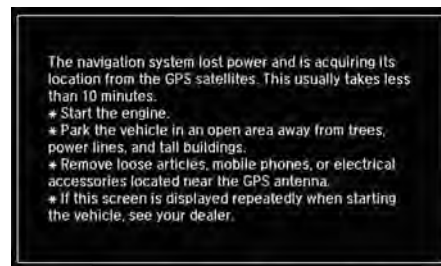 The navigation system lost power and is acquiring its
location from the GPS satellites. This usually takes less
than 10 minutes.
* Start the engine.
* Park the vehicle in an open area away from trees,
power lines, and tall buildings.
* Remove loose articles, mobile phones, or electrical
accessories located near the GPS antenna.
* If this screen is displayed repeatedly when starting
the vehicle, see your dealer.